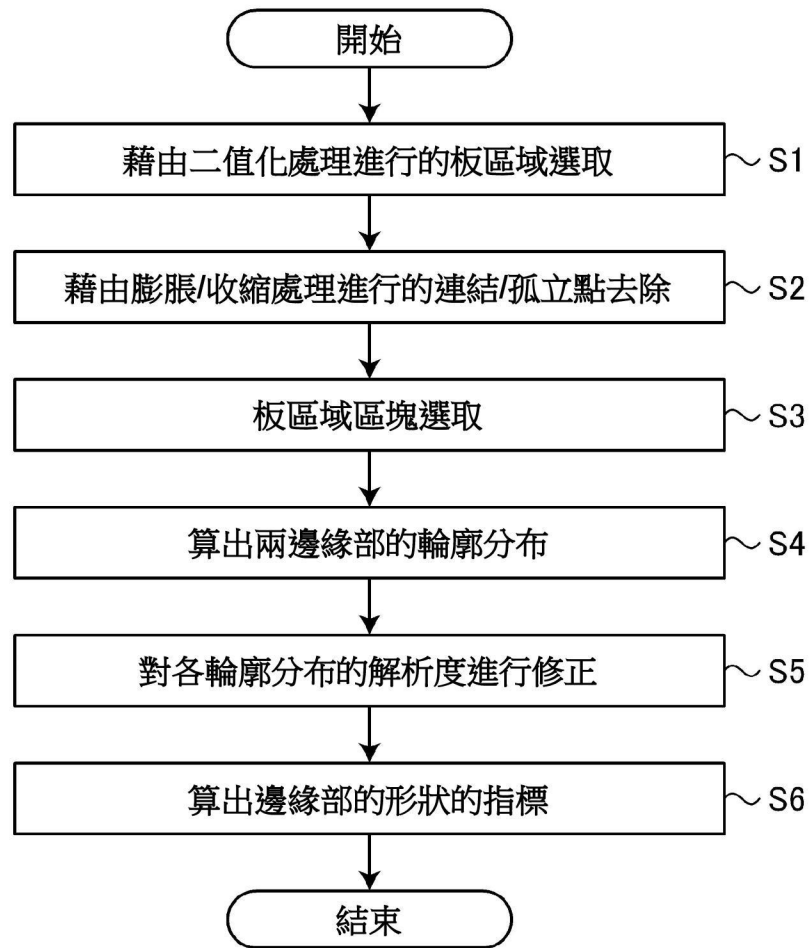 開始
藉由二值化處理進行的板區域選取
S1
藉由膨脹/收縮處理進行的連結/孤立點去除
S2
板區域區塊選取
S3
算出兩邊緣部的輪廓分布
S4
對各輪廓分布的解析度進行修正
S5
算出邊緣部的形狀的指標
S6
結束